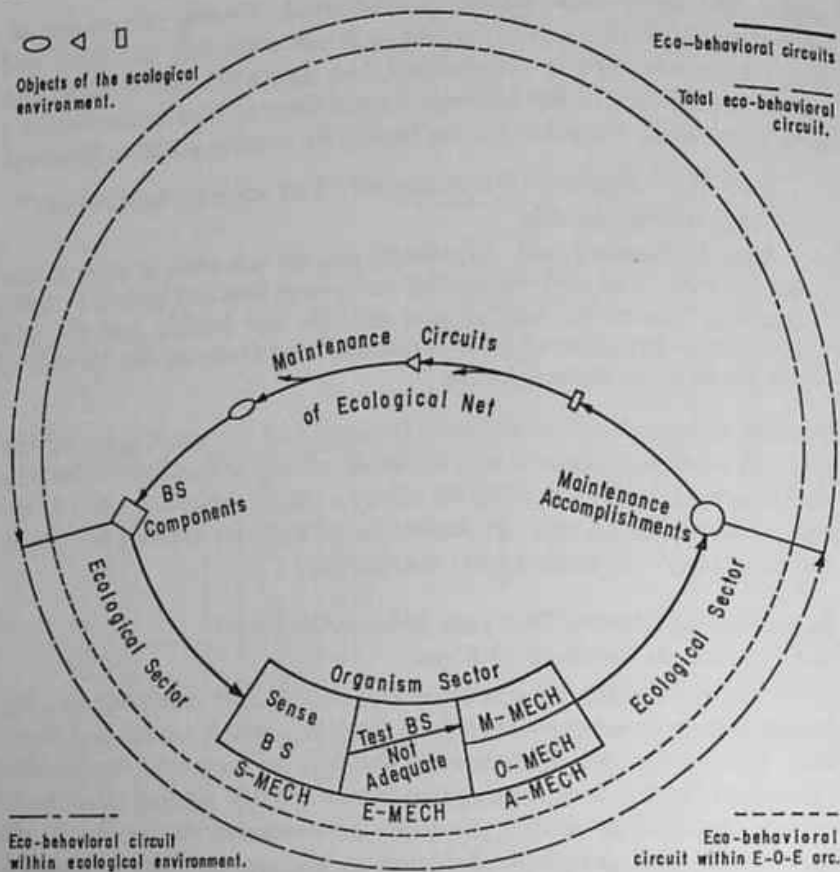 Objects of the ecological
environment.
Eco-behavioral circuits
Total eco-behavioral
circuit.
Maintenance Circuits
of Ecological Net
BS
Components
Maintenance
Accomplishments
Ecological Sector
Ecological Sector
Organism Sector
Sense
BS
Test BS
Not
Adequate
M-MECH
O-MECH
S-MECH
E-MECH
A-MECH
Eco-behavioral circuit
within ecological environment.
Eco-behavioral
circuit within E-O-E arc.